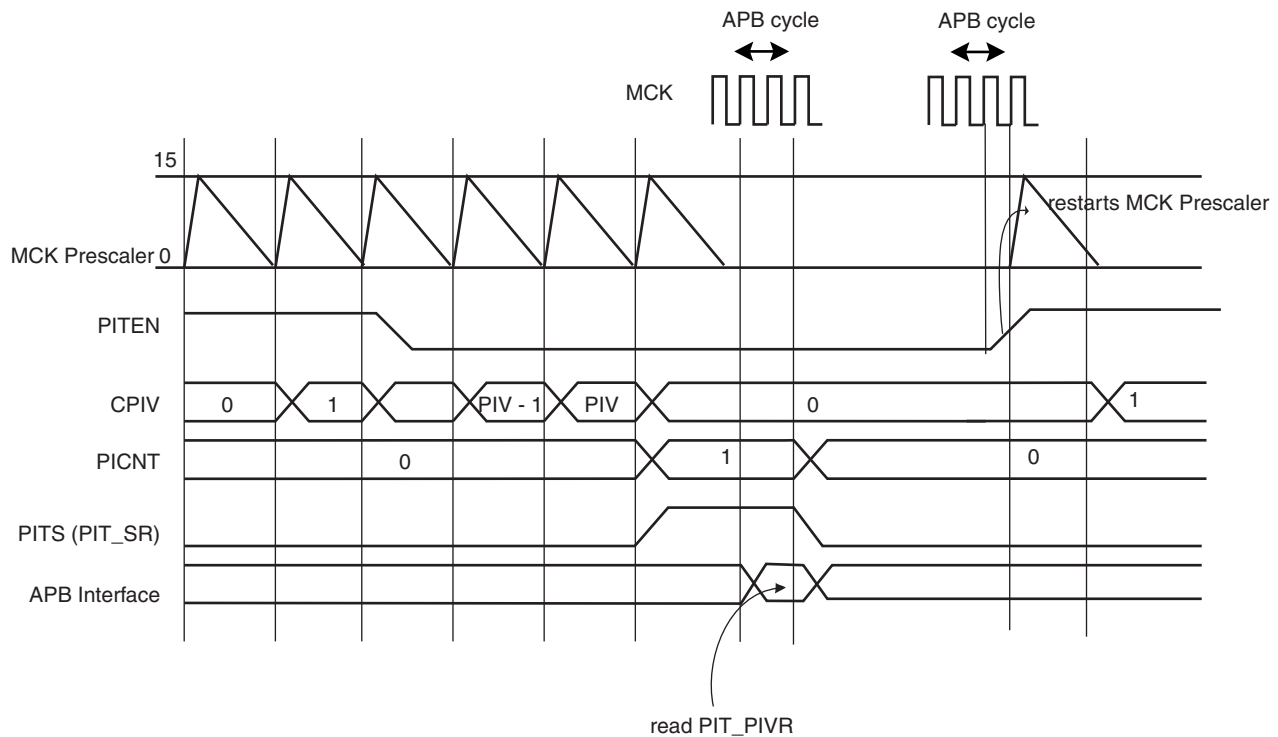 APB cycle
APB cycle
MCK
15
restarts MCK Prescaler
MCK Prescaler 0
PITEN
CPIV
0
1
PIV - 1
PIV
0
1
PICNT
0
1
0
PITS (PIT_SR)
APB Interface
read PIT_PIVR